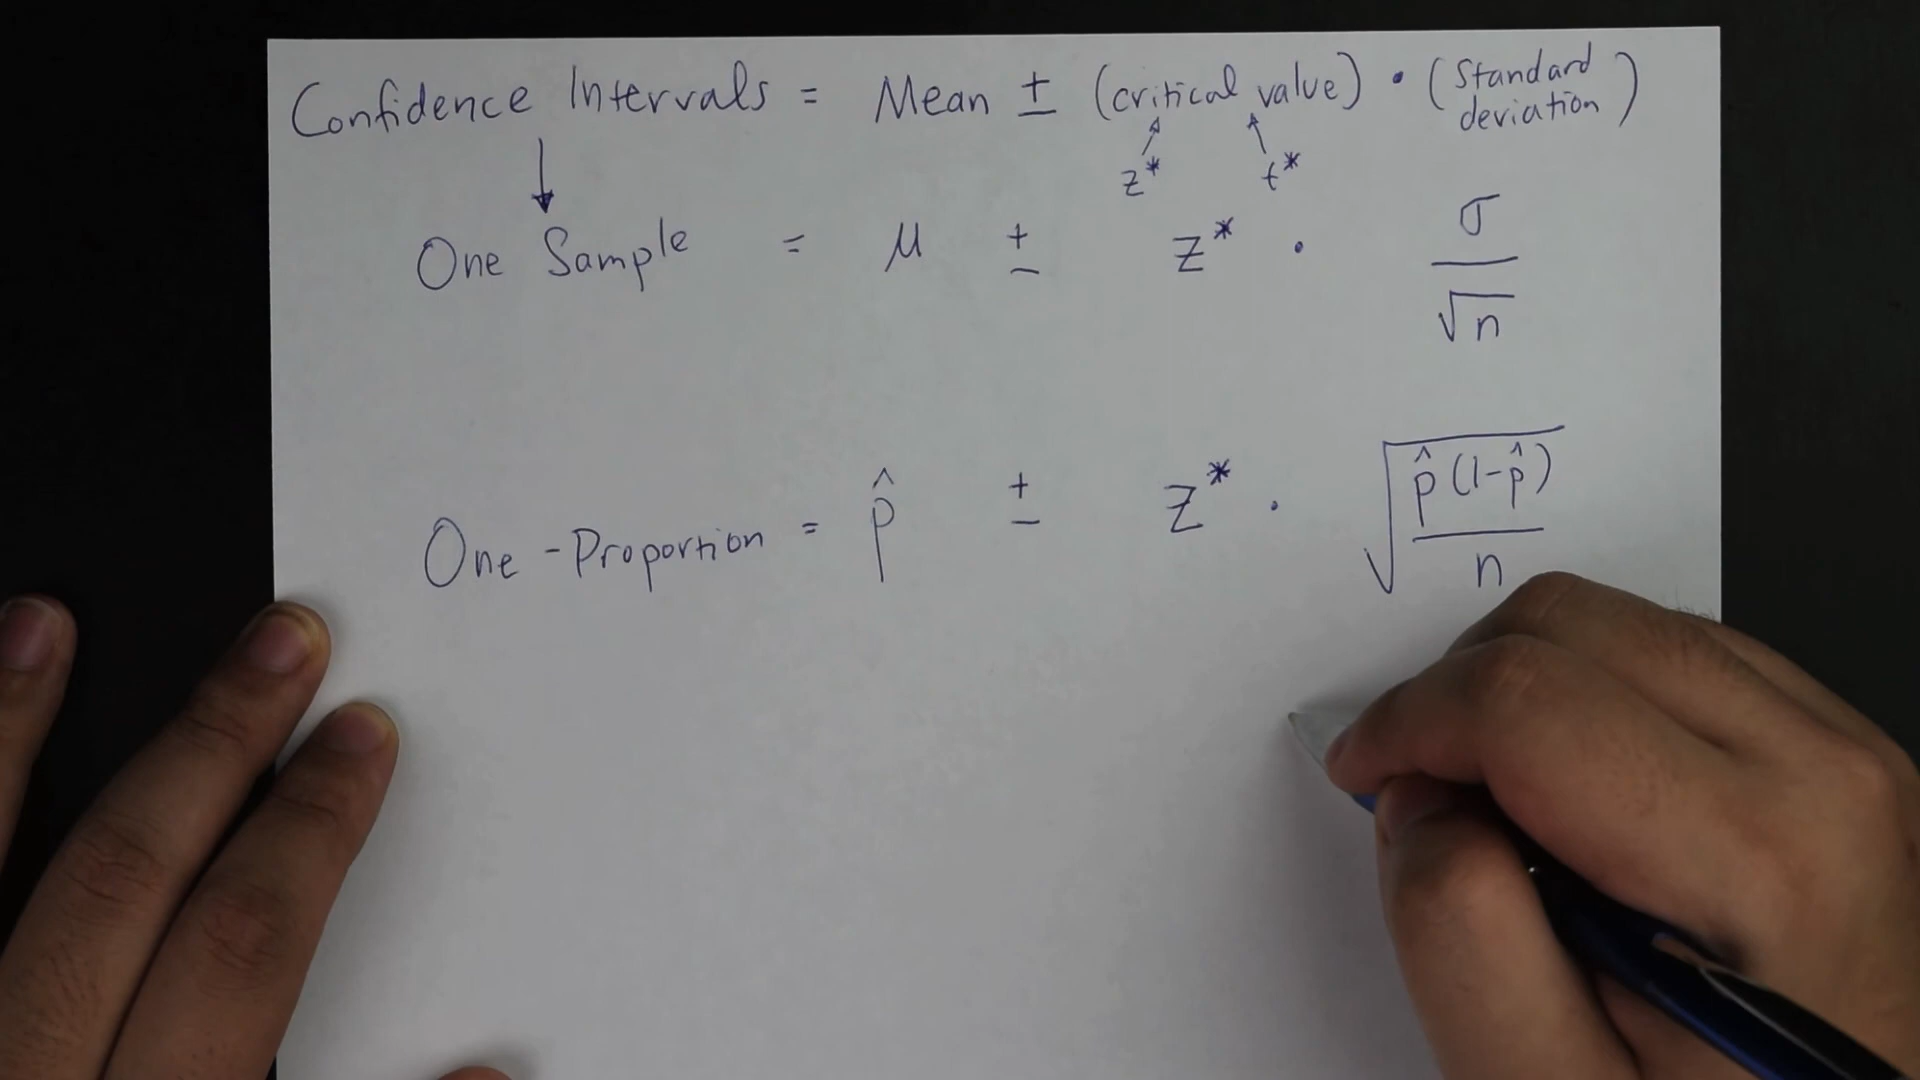 Confidence Intervals = Mean ± (critical value) • (Standard deviation)
z* t*
One Sample = μ ± z* • σ/√n
One-Proportion = p̂ ± z* • √(p̂(1-p̂)/n)